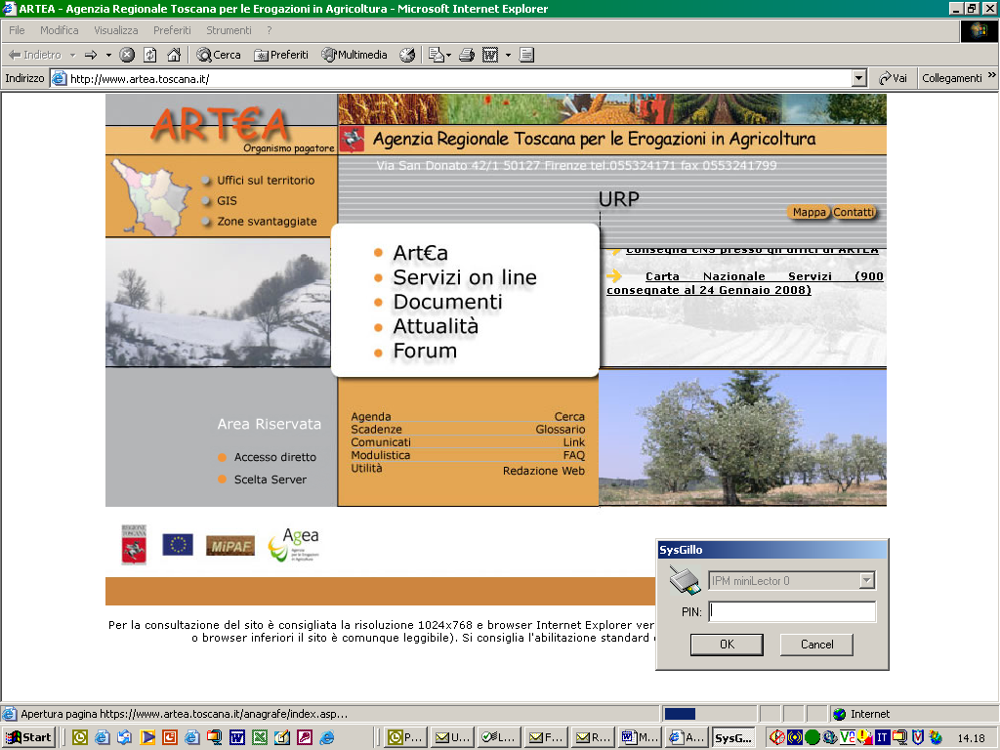 ARTEA - Agenzia Regionale Toscana per le Erogazioni in Agricoltura - Microsoft Internet Explorer
File Modifica Visualizza Preferiti Strumenti ?
Indietro Cerca Preferiti Multimedia
Indirizzo http://www.artea.toscana.it/ Vai Collegamenti »
ART€A
Organismo pagatore
Agenzia Regionale Toscana per le Erogazioni in Agricoltura
Via San Donato 42/1 50127 Firenze tel.055324171 fax 0553241799
Uffici sul territorio
GIS
Zone svantaggiate
URP
Mappa Contatti
Art€a
Servizi on line
Documenti
Attualità
Forum
Consegna CNS presso gli uffici di ARTEA
Carta Nazionale Servizi (900
consegnate al 24 Gennaio 2008)
Area Riservata
Accesso diretto
Scelta Server
Agenda Cerca
Scadenze Glossario
Comunicati Link
Modulistica FAQ
Utilità Redazione Web
REGIONE
TOSCANA
MiPAF
Agea
SysGillo
IPM miniLector 0
PIN:
OK Cancel
Per la consultazione del sito è consigliata la risoluzione 1024x768 e browser Internet Explorer ver
o browser inferiori il sito è comunque leggibile). Si consiglia l'abilitazione standard
Apertura pagina https://www.artea.toscana.it/anagrafe/index.asp... Internet
Start P... U... L... F... R... M... A... SysG... IT 14.18